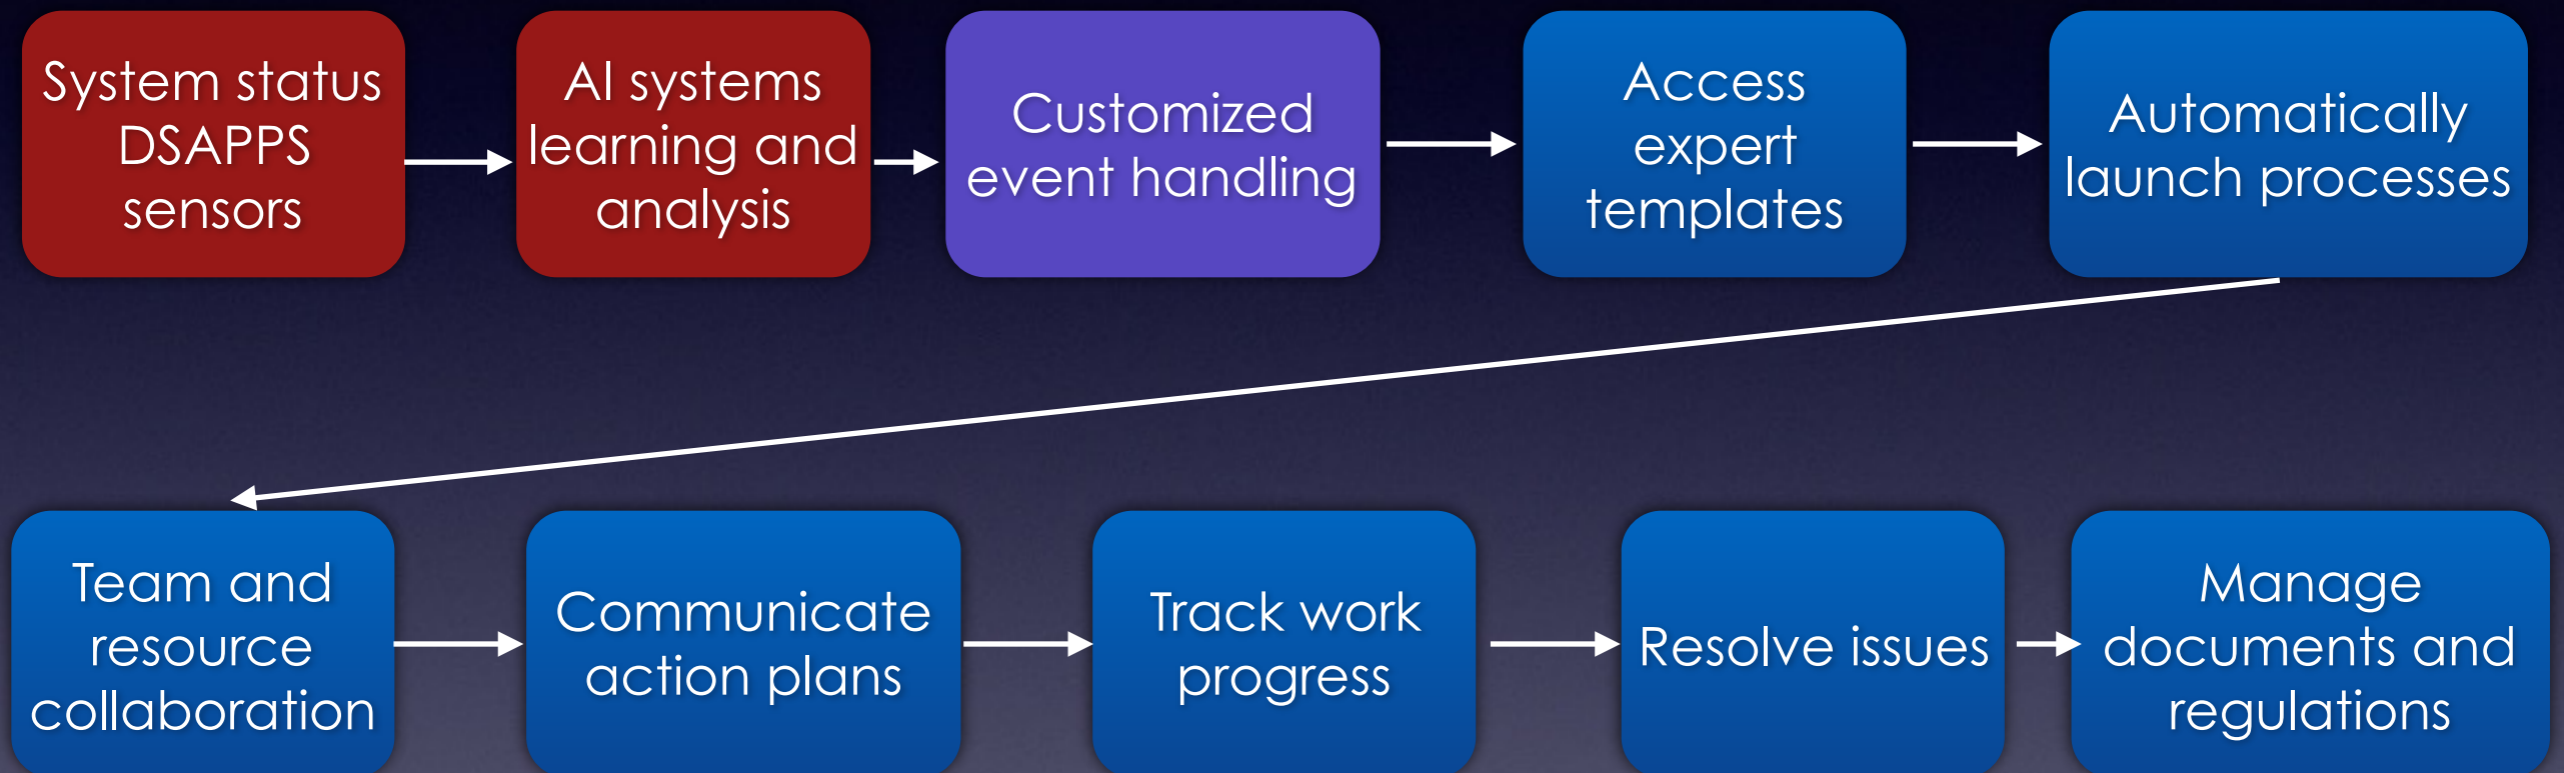 System status
DSAPPS
sensors
AI systems
learning and
analysis
Customized
event handling
Access
expert
templates
Automatically
launch processes
Team and
resource
collaboration
Communicate
action plans
Track work
progress
Resolve issues
Manage
documents and
regulations